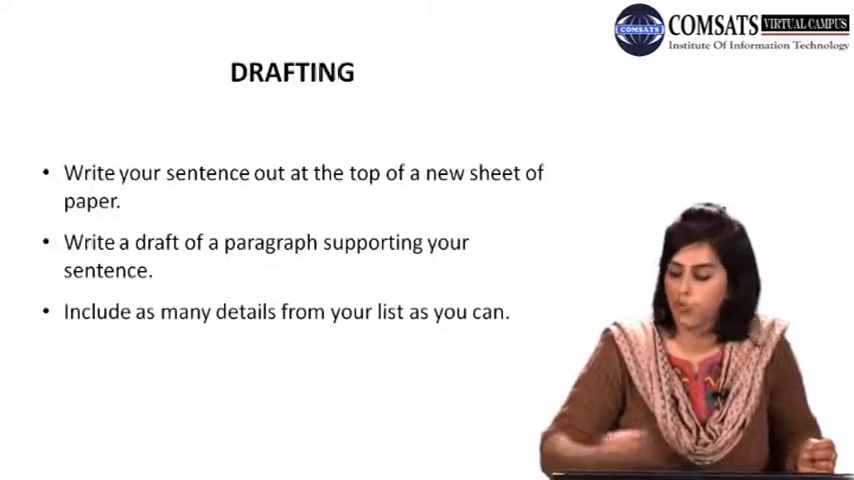 COMSATS VIRTUAL CAMPUS
COMSATS
Institute Of Information Technology
DRAFTING
• Write your sentence out at the top of a new sheet of
paper.
• Write a draft of a paragraph supporting your
sentence.
• Include as many details from your list as you can.